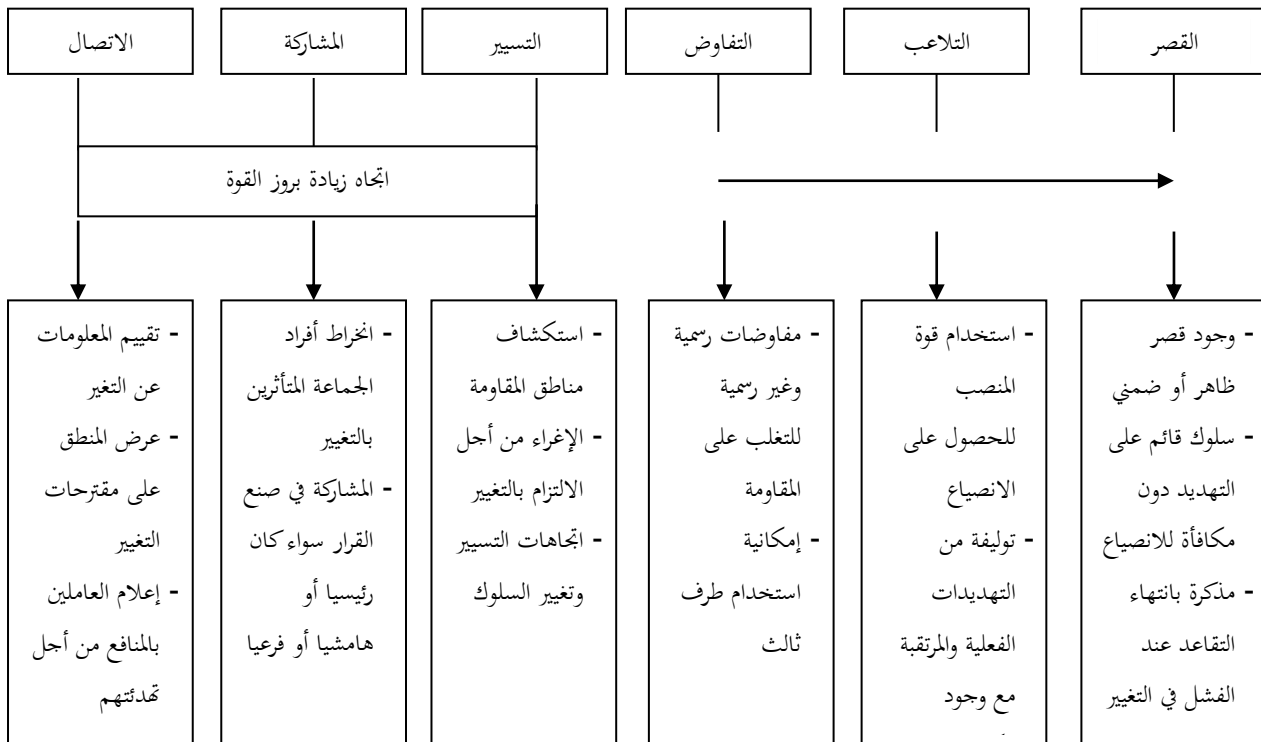 القصر
التلاعب
التفاوض
التسيير
المشاركة
الاتصال
اتجاه زيادة بروز القوة
- وجود قصر
ظاهر أو ضمني
- سلوك قائم على
التهديد دون
مكافأة للانصياع
- مذكرة بانتهاء
التقاعد عند
الفشل في التغيير
- استخدام قوة
المنصب
للحصول على
الانصياع
- توليفة من
التهديدات
الفعلية والمرتقبة
مع وجود
- مفاوضات رسمية
وغير رسمية
للتغلب على
المقاومة
- إمكانية
استخدام طرف
ثالث
- استكشاف
مناطق المقاومة
- الإغراء من أجل
الالتزام بالتغيير
- اتجاهات التسيير
وتغيير السلوك
- انخراط أفراد
الجماعة المتأثرين
بالتغيير
- المشاركة في صنع
القرار سواء كان
رئيسيا أو
هامشيا أو فرعيا
- تقييم المعلومات
عن التغير
- عرض المنطق
على مقترحات
التغيير
- إعلام العاملين
بالمنافع من أجل
تهدئتهم